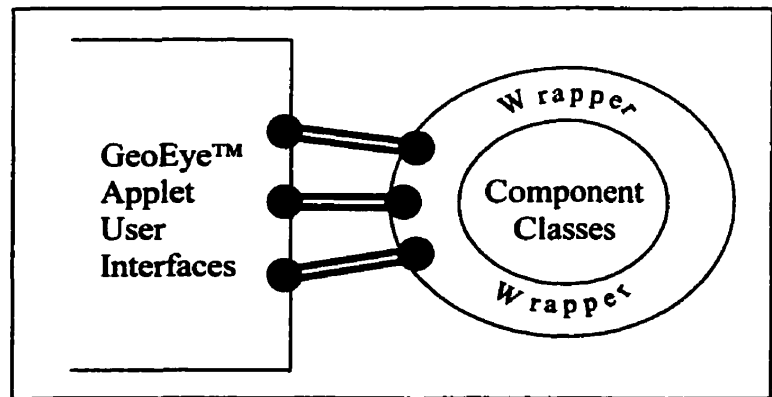 GeoEye™
Applet
User
Interfaces
Wrapper
Component
Classes
Wrapper